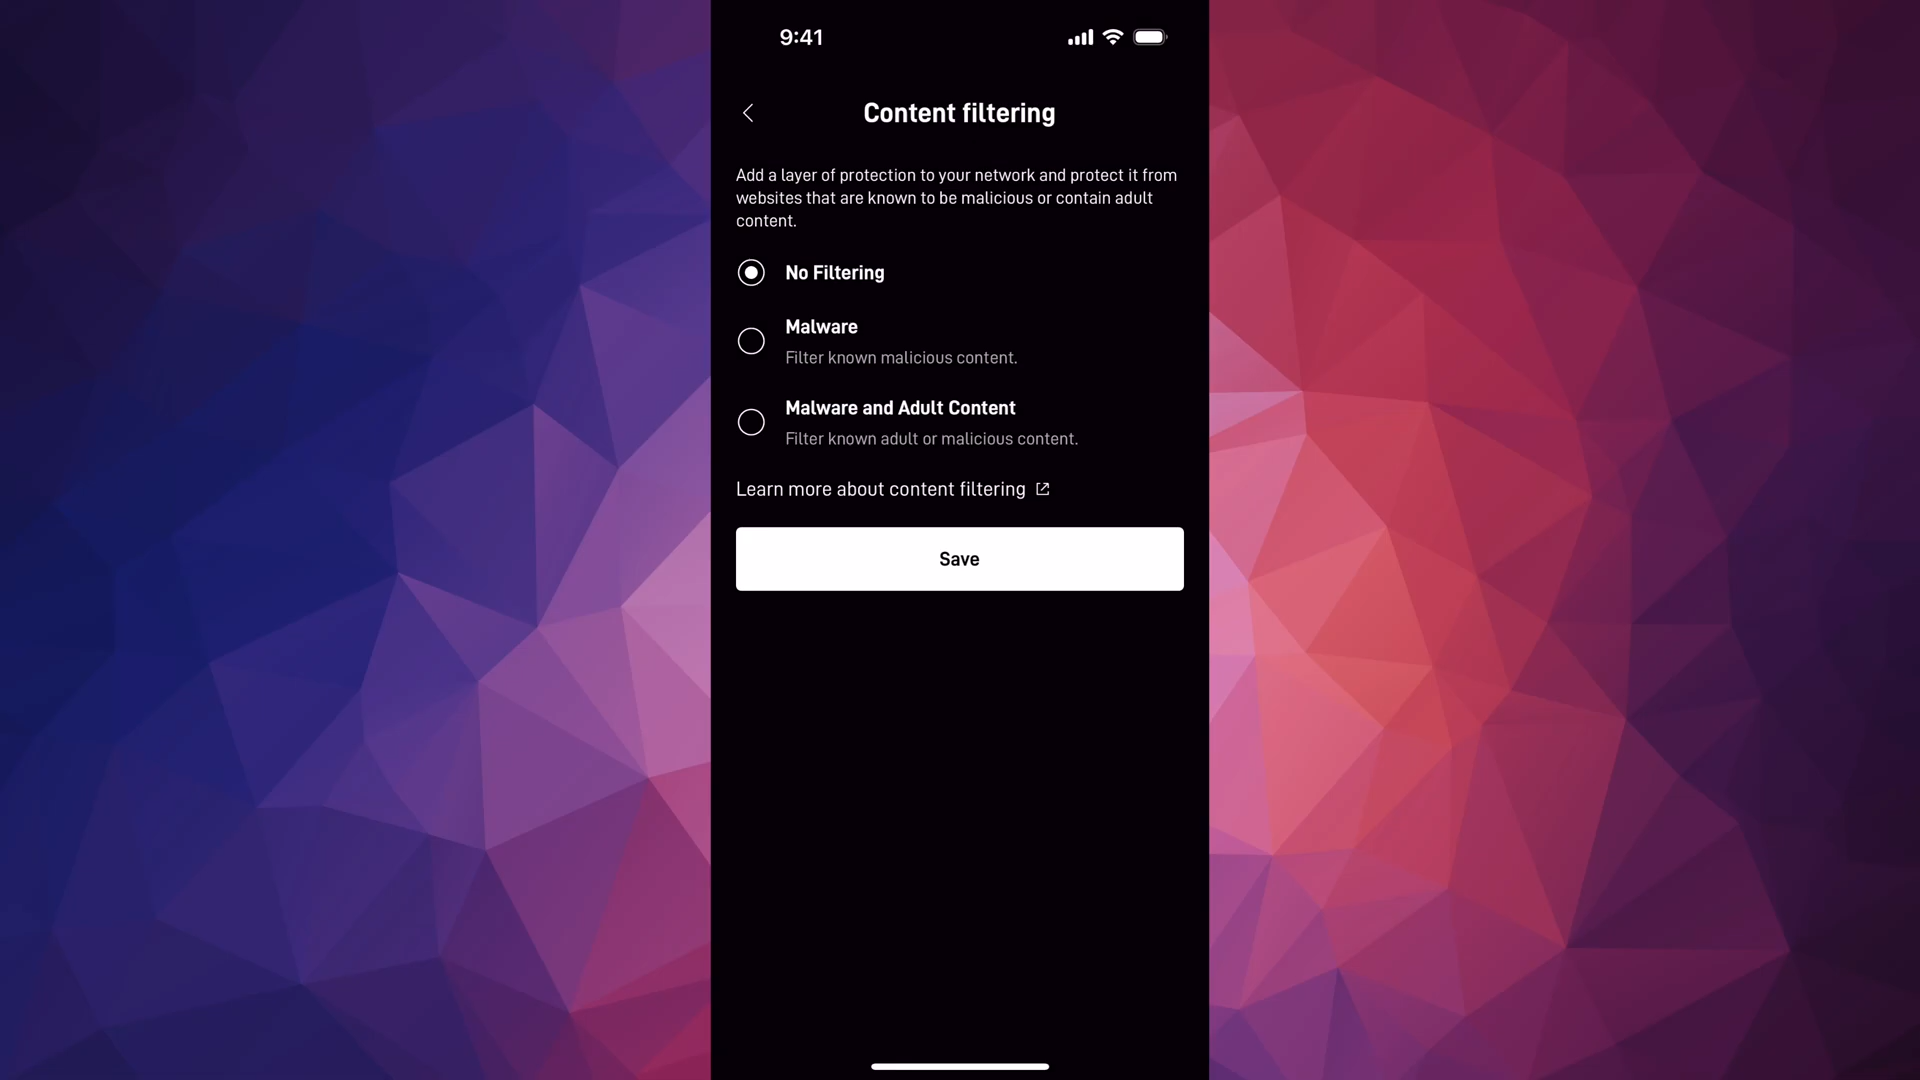 9:41
Content filtering
Add a layer of protection to your network and protect it from
websites that are known to be malicious or contain adult
content.
No Filtering
Malware
Filter known malicious content.
Malware and Adult Content
Filter known adult or malicious content.
Learn more about content filtering
Save